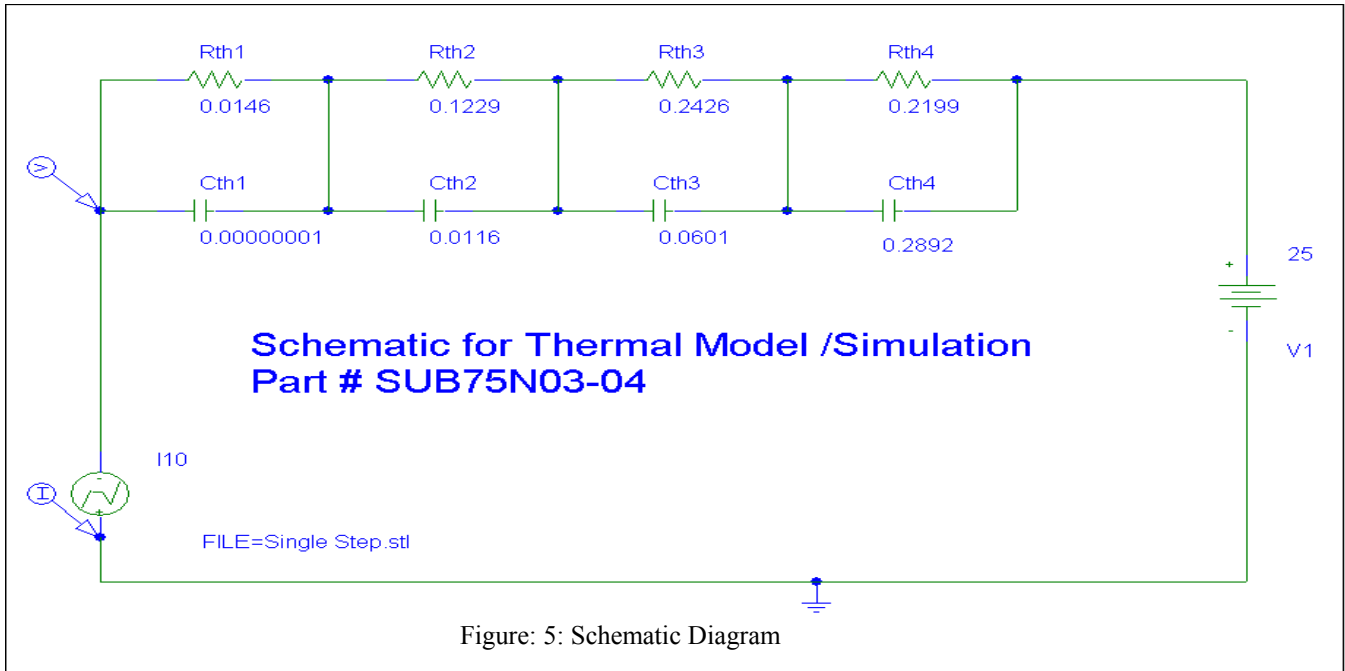 Rth1 Rth2 Rth3 Rth4
0.0146 0.1229 0.2426 0.2199
V
Cth1 Cth2 Cth3 Cth4
0.00000001 0.0116 0.0601 0.2892
25
+
-
V1
Schematic for Thermal Model /Simulation
Part # SUB75N03-04
I10
-
+
I
FILE=Single Step.stl
Figure: 5: Schematic Diagram